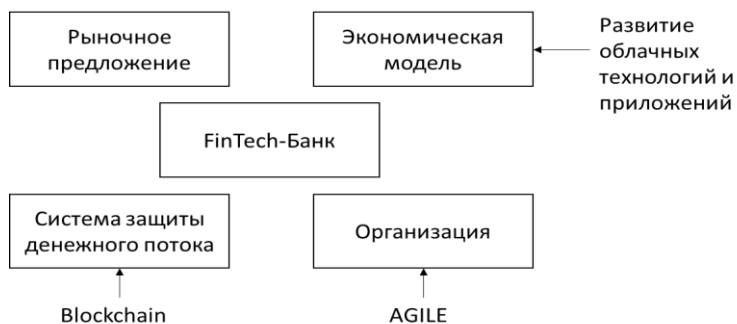 Рыночное
предложение
Экономическая
модель
Развитие
облачных
технологий и
приложений
FinTech-Банк
Система защиты
денежного потока
Организация
Blockchain
AGILE